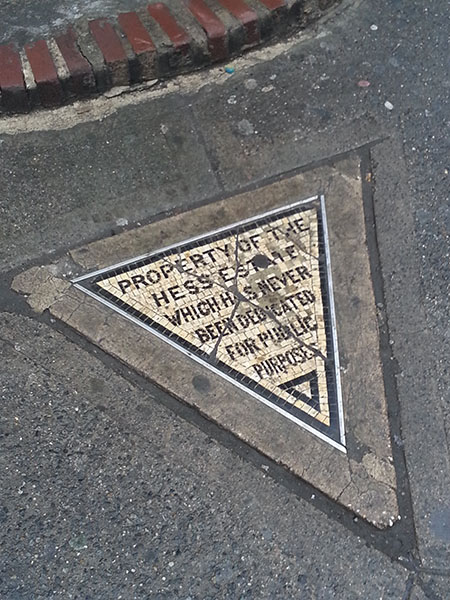 PROPERTY OF THE
HESS ESTATE
WHICH HAS NEVER
BEEN DEDICATED
FOR PUBLIC
PURPOSES